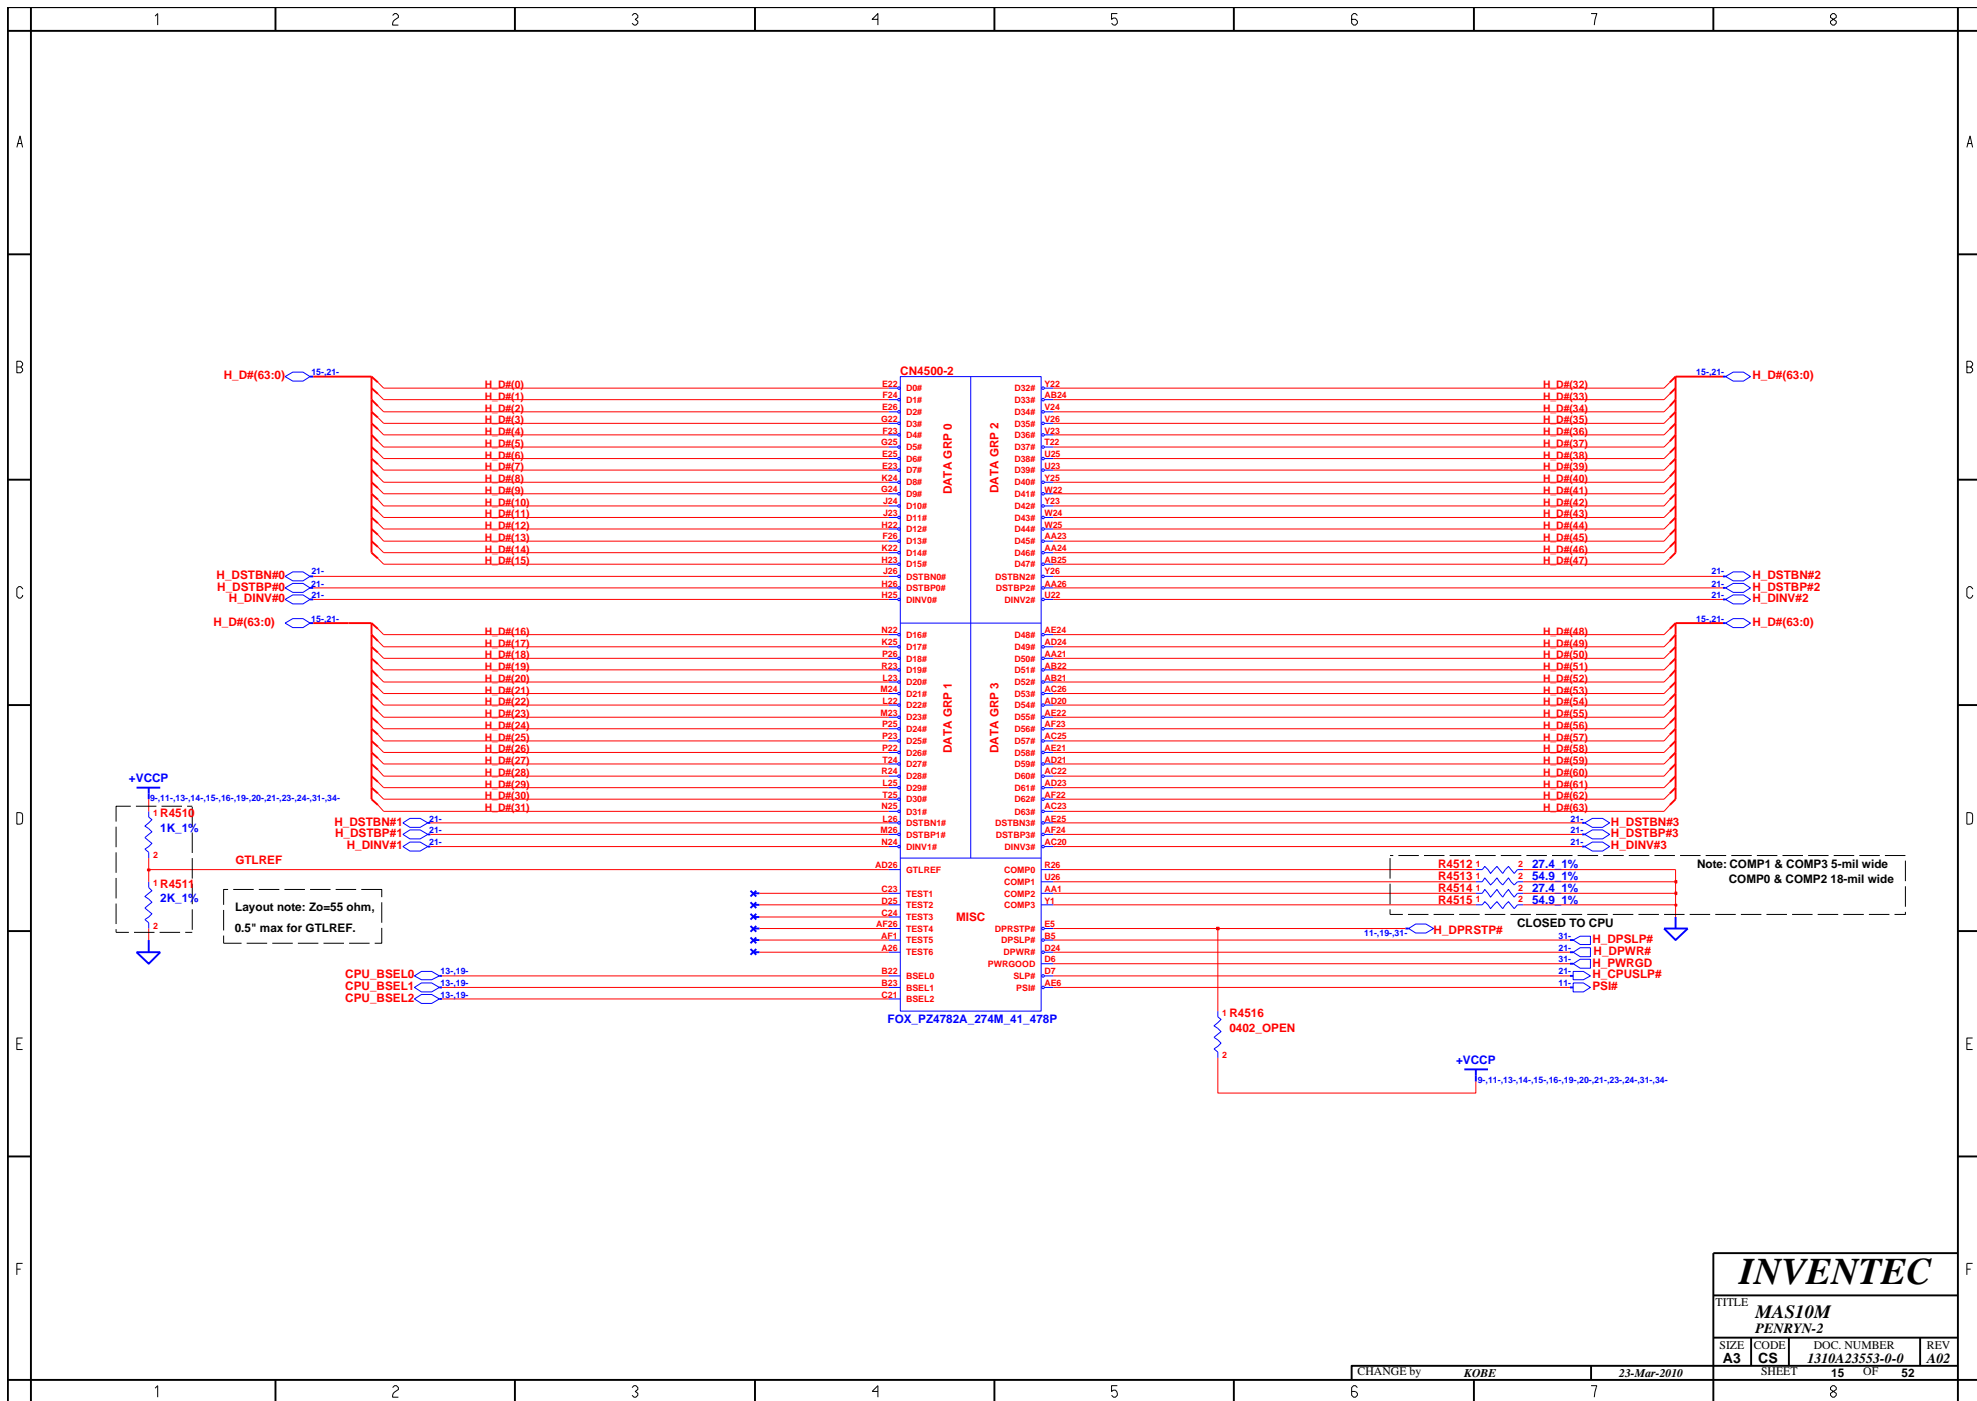 1 2 3 4 5 6 7 8
A A
B B
C C
D D
E E
F F
CN4500-2
H_D#(63:0) 15-,21-
H_D#(0) E22 D0#
H_D#(1) F24 D1#
H_D#(2) E26 D2#
H_D#(3) G22 D3#
H_D#(4) F23 D4#
H_D#(5) G25 D5#
H_D#(6) E25 D6#
H_D#(7) E23 D7#
H_D#(8) K24 D8#
H_D#(9) G24 D9#
H_D#(10) J24 D10#
H_D#(11) J23 D11#
H_D#(12) H22 D12#
H_D#(13) F26 D13#
H_D#(14) K22 D14#
H_D#(15) H23 D15#
H_DSTBN#0 21- J26 DSTBN0#
H_DSTBP#0 21- H26 DSTBP0#
H_DINV#0 21- H25 DINV0#
DATA GRP 0
DATA GRP 2
15-,21- H_D#(63:0)
D32# Y22 H_D#(32)
D33# AB24 H_D#(33)
D34# V24 H_D#(34)
D35# V26 H_D#(35)
D36# V23 H_D#(36)
D37# T22 H_D#(37)
D38# U25 H_D#(38)
D39# U23 H_D#(39)
D40# Y25 H_D#(40)
D41# W22 H_D#(41)
D42# Y23 H_D#(42)
D43# W24 H_D#(43)
D44# W25 H_D#(44)
D45# AA23 H_D#(45)
D46# AA24 H_D#(46)
D47# AB25 H_D#(47)
DSTBN2# Y26 21- H_DSTBN#2
DSTBP2# AA26 21- H_DSTBP#2
DINV2# U22 21- H_DINV#2
H_D#(63:0) 15-,21-
H_D#(16) N22 D16#
H_D#(17) K25 D17#
H_D#(18) P26 D18#
H_D#(19) R23 D19#
H_D#(20) L23 D20#
H_D#(21) M24 D21#
H_D#(22) L22 D22#
H_D#(23) M23 D23#
H_D#(24) P25 D24#
H_D#(25) P23 D25#
H_D#(26) P22 D26#
H_D#(27) T24 D27#
H_D#(28) R24 D28#
H_D#(29) L25 D29#
H_D#(30) T25 D30#
H_D#(31) N25 D31#
H_DSTBN#1 21- L26 DSTBN1#
H_DSTBP#1 21- M26 DSTBP1#
H_DINV#1 21- N24 DINV1#
DATA GRP 1
DATA GRP 3
15-,21- H_D#(63:0)
D48# AE24 H_D#(48)
D49# AD24 H_D#(49)
D50# AA21 H_D#(50)
D51# AB22 H_D#(51)
D52# AB21 H_D#(52)
D53# AC26 H_D#(53)
D54# AD20 H_D#(54)
D55# AE22 H_D#(55)
D56# AF23 H_D#(56)
D57# AC25 H_D#(57)
D58# AE21 H_D#(58)
D59# AD21 H_D#(59)
D60# AC22 H_D#(60)
D61# AD23 H_D#(61)
D62# AF22 H_D#(62)
D63# AC23 H_D#(63)
DSTBN3# AE25 21- H_DSTBN#3
DSTBP3# AF24 21- H_DSTBP#3
DINV3# AC20 21- H_DINV#3
+VCCP
9-,11-,13-,14-,15-,16-,19-,20-,21-,23-,24-,31-,34-
1 R4510
1K_1%
2
GTLREF AD26 GTLREF
1 R4511
2K_1%
2
Layout note: Zo=55 ohm,
0.5" max for GTLREF.
C23 TEST1
D25 TEST2
C24 TEST3
AF26 TEST4
AF1 TEST5
A26 TEST6
MISC
CPU_BSEL0 13-,19- B22 BSEL0
CPU_BSEL1 13-,19- B23 BSEL1
CPU_BSEL2 13-,19- C21 BSEL2
COMP0 R26 R4512 1 2 27.4_1%
COMP1 U26 R4513 1 2 54.9_1%
COMP2 AA1 R4514 1 2 27.4_1%
COMP3 Y1 R4515 1 2 54.9_1%
Note: COMP1 & COMP3 5-mil wide
COMP0 & COMP2 18-mil wide
CLOSED TO CPU
DPRSTP# E5 11-,19-,31- H_DPRSTP#
DPSLP# B5 31- H_DPSLP#
DPWR# D24 21- H_DPWR#
PWRGOOD D6 31- H_PWRGD
SLP# D7 21- H_CPUSLP#
PSI# AE6 11- PSI#
FOX_PZ4782A_274M_41_478P
1 R4516
0402_OPEN
2
+VCCP
9-,11-,13-,14-,15-,16-,19-,20-,21-,23-,24-,31-,34-
INVENTEC
TITLE
MAS10M
PENRYN-2
SIZE CODE DOC. NUMBER REV
A3 CS 1310A23553-0-0 A02
CHANGE by KOBE 23-Mar-2010 SHEET 15 OF 52
1 2 3 4 5 6 7 8